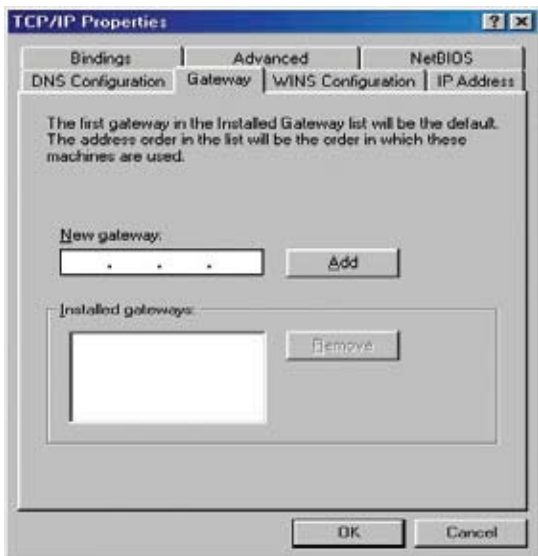 TCP/IP Properties
Bindings Advanced NetBIOS
DNS Configuration Gateway WINS Configuration IP Address
The first gateway in the Installed Gateway list will be the default.
The address order in the list will be the order in which these
machines are used.
New gateway:
. . .
Add
Installed gateways:
Remove
OK Cancel